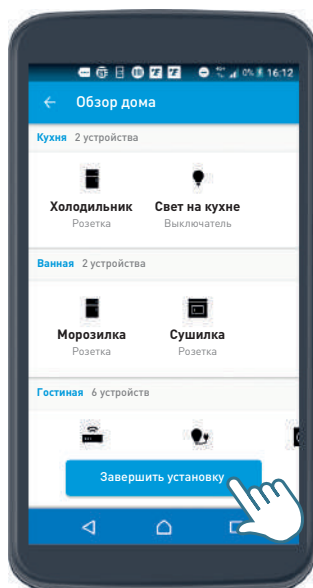 0% 16:12
Обзор дома
Кухня 2 устройства
Холодильник Свет на кухне
Розетка Выключатель
Ванная 2 устройства
Морозилка Сушилка
Розетка Розетка
Гостиная 6 устройств
Завершить установку